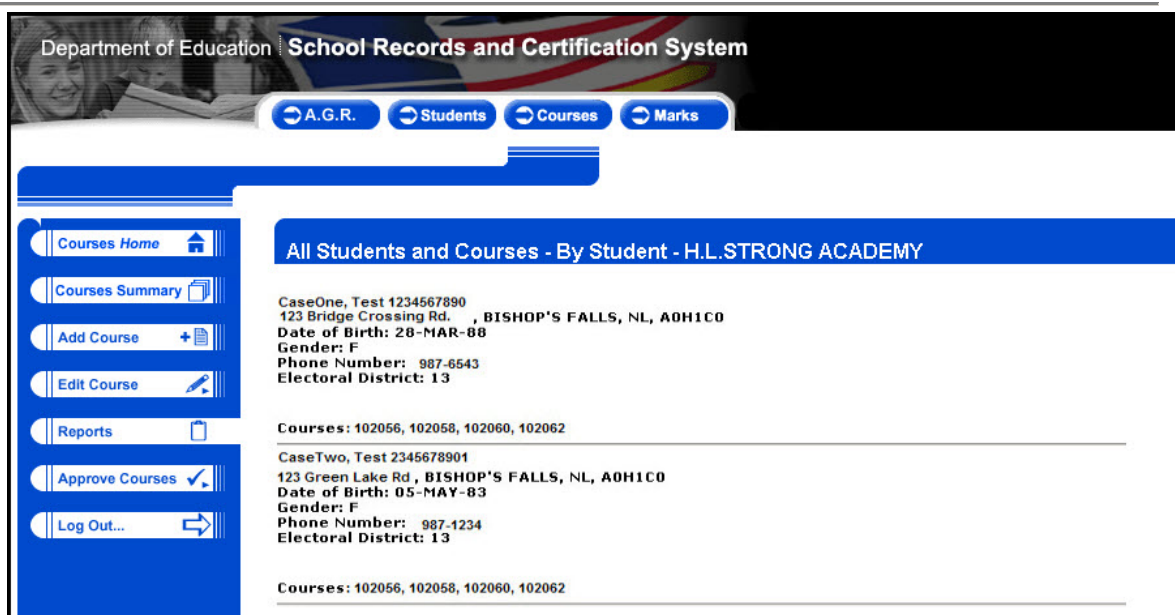 Department of Education School Records and Certification System
A.G.R. Students Courses Marks
Courses Home
Courses Summary
Add Course
Edit Course
Reports
Approve Courses
Log Out...
All Students and Courses - By Student - H.L.STRONG ACADEMY
CaseOne, Test 1234567890
123 Bridge Crossing Rd. , BISHOP'S FALLS, NL, A0H1C0
Date of Birth: 28-MAR-88
Gender: F
Phone Number: 987-6543
Electoral District: 13
Courses: 102056, 102058, 102060, 102062
CaseTwo, Test 2345678901
123 Green Lake Rd , BISHOP'S FALLS, NL, A0H1C0
Date of Birth: 05-MAY-83
Gender: F
Phone Number: 987-1234
Electoral District: 13
Courses: 102056, 102058, 102060, 102062